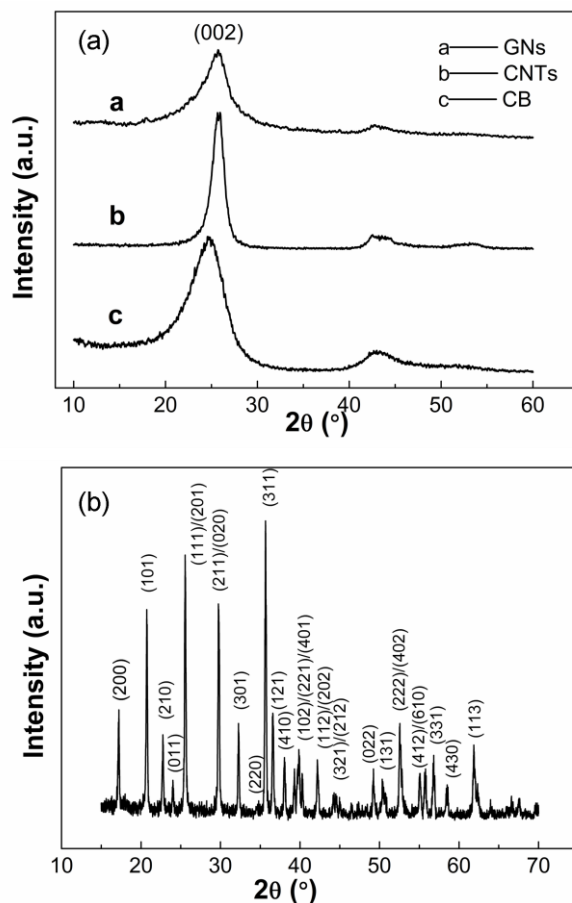 (a)
(002)
a — GNs
b — CNTs
c — CB
a
b
c
Intensity (a.u.)
10 20 30 40 50 60
2θ (°)
(b)
(200)
(101)
(210)
(011)
(111)/(201)
(211)/(020)
(301)
(220)
(311)
(121)
(410)
(102)/(221)/(401)
(112)/(202)
(321)/(212)
(022)
(131)
(222)/(402)
(412)/(610)
(331)
(430)
(113)
Intensity (a.u.)
10 20 30 40 50 60 70
2θ (°)